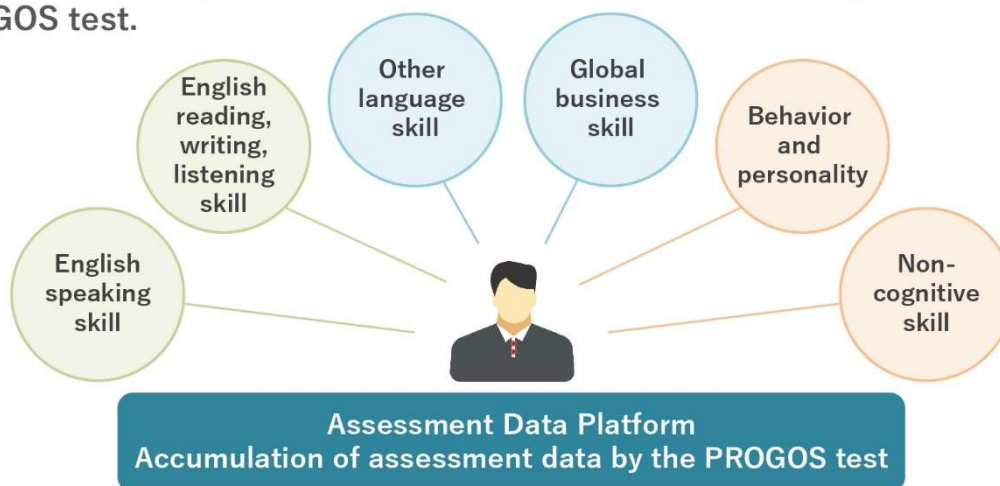 GOS test.
English
speaking
skill
English
reading,
writing,
listening
skill
Other
language
skill
Global
business
skill
Behavior
and
personality
Non-
cognitive
skill
Assessment Data Platform
Accumulation of assessment data by the PROGOS test